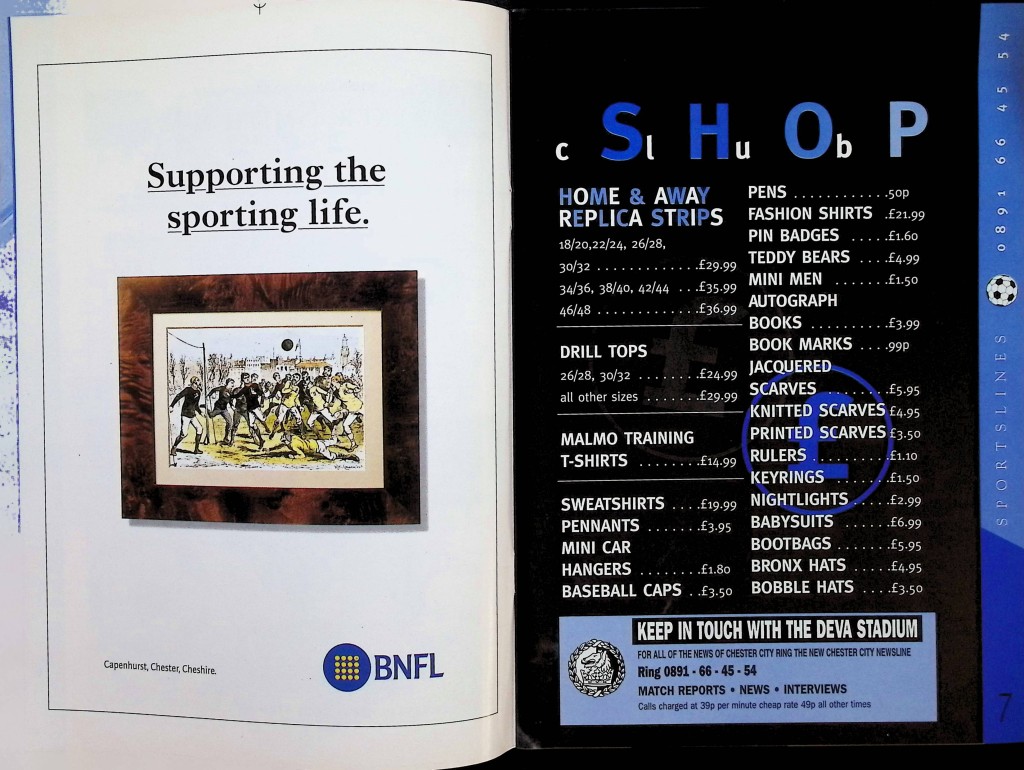 Supporting the
sporting life.
Capenhurst, Chester, Cheshire.
BNFL
c S l H u O b P
HOME & AWAY
REPLICA STRIPS
18/20,22/24, 26/28,
30/32 . . . . . . . . . . . . . .£29.99
34/36, 38/40, 42/44 . . .£35.99
46/48 . . . . . . . . . . . . . .£36.99
DRILL TOPS
26/28, 30/32 . . . . . . . . .£24.99
all other sizes . . . . . . . .£29.99
MALMO TRAINING
T-SHIRTS . . . . . . . . .£14.99
SWEATSHIRTS . . . .£19.99
PENNANTS . . . . . . .£3.95
MINI CAR
HANGERS . . . . . . . .£1.80
BASEBALL CAPS . .£3.50
PENS . . . . . . . . . . . .50p
FASHION SHIRTS .£21.99
PIN BADGES . . . . .£1.60
TEDDY BEARS . . . .£4.99
MINI MEN . . . . . . .£1.50
AUTOGRAPH
BOOKS . . . . . . . . . .£3.99
BOOK MARKS . . . .99p
JACQUERED
SCARVES . . . . . . . .£5.95
KNITTED SCARVES £4.95
PRINTED SCARVES £3.50
RULERS . . . . . . . . . .£1.10
KEYRINGS . . . . . . . .£1.50
NIGHTLIGHTS . . . .£2.99
BABYSUITS . . . . . .£6.99
BOOTBAGS . . . . . .£5.95
BRONX HATS . . . . .£4.95
BOBBLE HATS . . . .£3.50
KEEP IN TOUCH WITH THE DEVA STADIUM
FOR ALL OF THE NEWS OF CHESTER CITY RING THE NEW CHESTER CITY NEWSLINE
Ring 0891 - 66 - 45 - 54
MATCH REPORTS • NEWS • INTERVIEWS
Calls charged at 39p per minute cheap rate 49p all other times
SPORTSLINES 0891 66 45 54
7